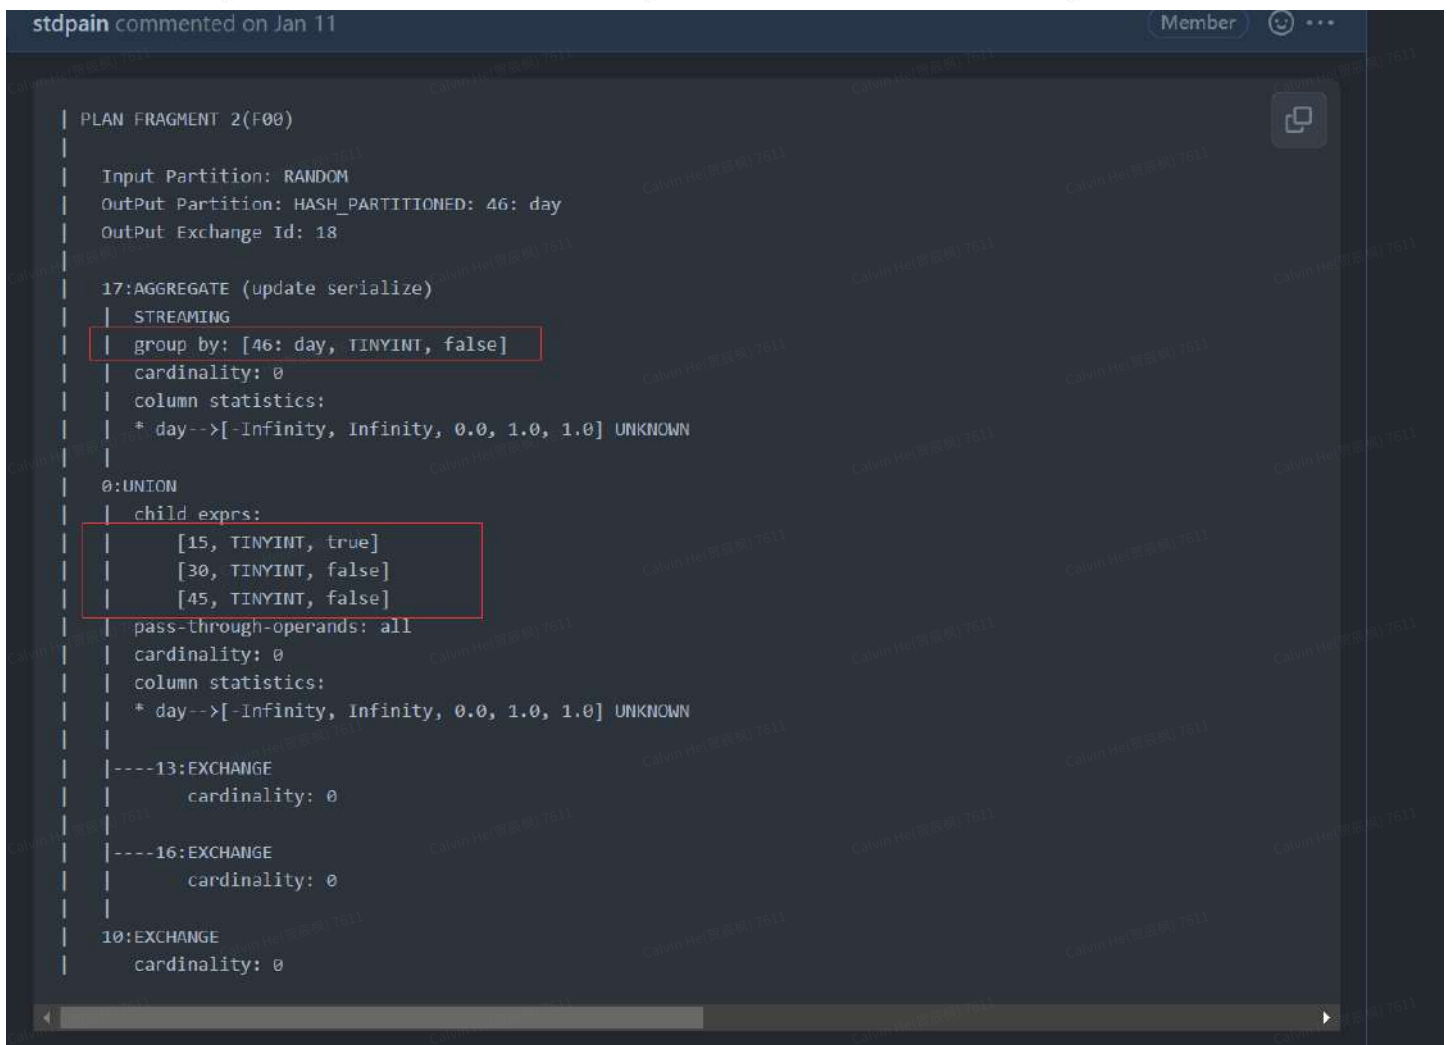 stdpain commented on Jan 11
Member
| PLAN FRAGMENT 2(F00)
|
|   Input Partition: RANDOM
|   OutPut Partition: HASH_PARTITIONED: 46: day
|   OutPut Exchange Id: 18
|
|   17:AGGREGATE (update serialize)
|   |  STREAMING
|   |  group by: [46: day, TINYINT, false]
|   |  cardinality: 0
|   |  column statistics:
|   |  * day-->[-Infinity, Infinity, 0.0, 1.0, 1.0] UNKNOWN
|   |
|   0:UNION
|   |  child exprs:
|   |      [15, TINYINT, true]
|   |      [30, TINYINT, false]
|   |      [45, TINYINT, false]
|   |  pass-through-operands: all
|   |  cardinality: 0
|   |  column statistics:
|   |  * day-->[-Infinity, Infinity, 0.0, 1.0, 1.0] UNKNOWN
|   |
|   |----13:EXCHANGE
|   |       cardinality: 0
|   |
|   |----16:EXCHANGE
|   |       cardinality: 0
|   |
|   10:EXCHANGE
|      cardinality: 0